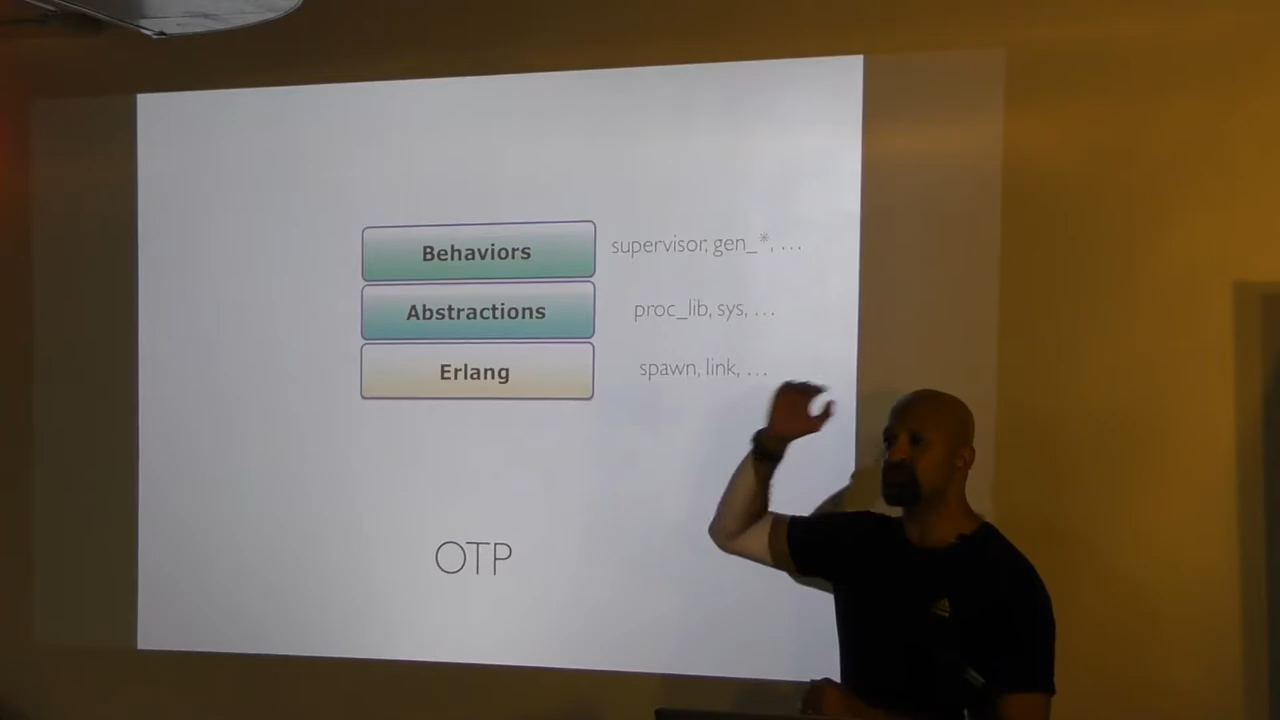 Behaviors supervisor, gen_*, ...
Abstractions proc_lib, sys, ...
Erlang spawn, link, ...
OTP